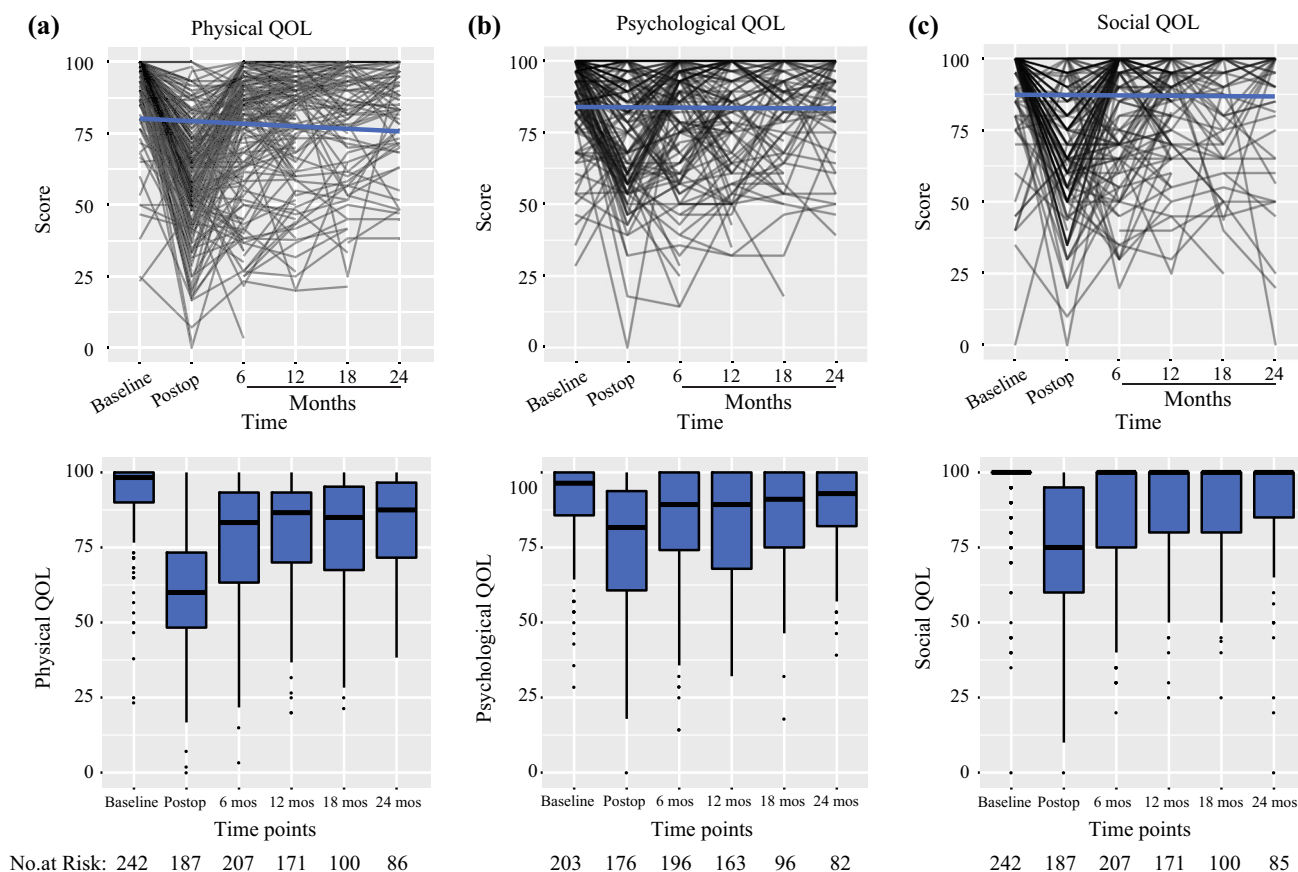 (a) Physical QOL
(b) Psychological QOL
(c) Social QOL
Score
100
75
50
25
0
Baseline Postop 6 12 18 24
Months
Time
Score
100
75
50
25
0
Baseline Postop 6 12 18 24
Months
Time
Score
100
75
50
25
0
Baseline Postop 6 12 18 24
Months
Time
Physical QOL
100
75
50
25
0
Baseline Postop 6 mos 12 mos 18 mos 24 mos
Time points
Psychological QOL
100
75
50
25
0
Baseline Postop 6 mos 12 mos 18 mos 24 mos
Time points
Social QOL
100
75
50
25
0
Baseline Postop 6 mos 12 mos 18 mos 24 mos
Time points
No.at Risk: 242 187 207 171 100 86
203 176 196 163 96 82
242 187 207 171 100 85